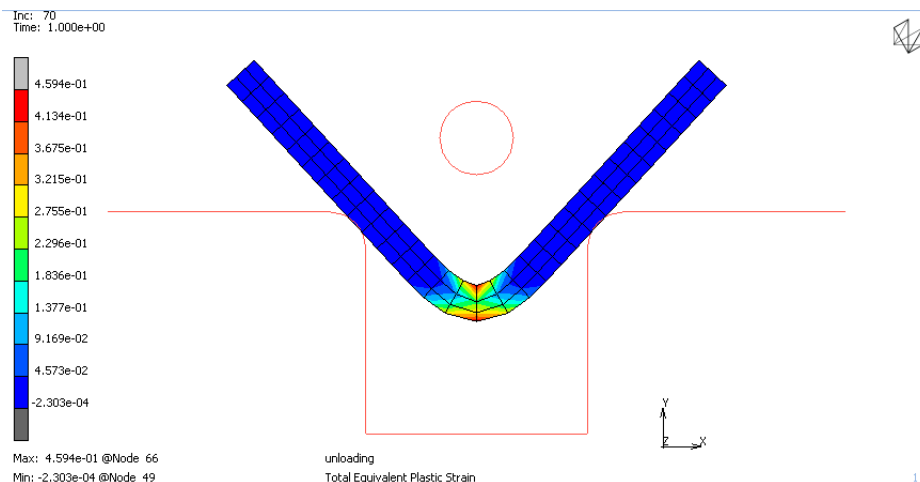 Inc: 70
Time: 1.000e+00
4.594e-01
4.134e-01
3.675e-01
3.215e-01
2.755e-01
2.296e-01
1.836e-01
1.377e-01
9.169e-02
4.573e-02
-2.303e-04
Y
Z X
Max: 4.594e-01 @Node 66
Min: -2.303e-04 @Node 49
unloading
Total Equivalent Plastic Strain
1